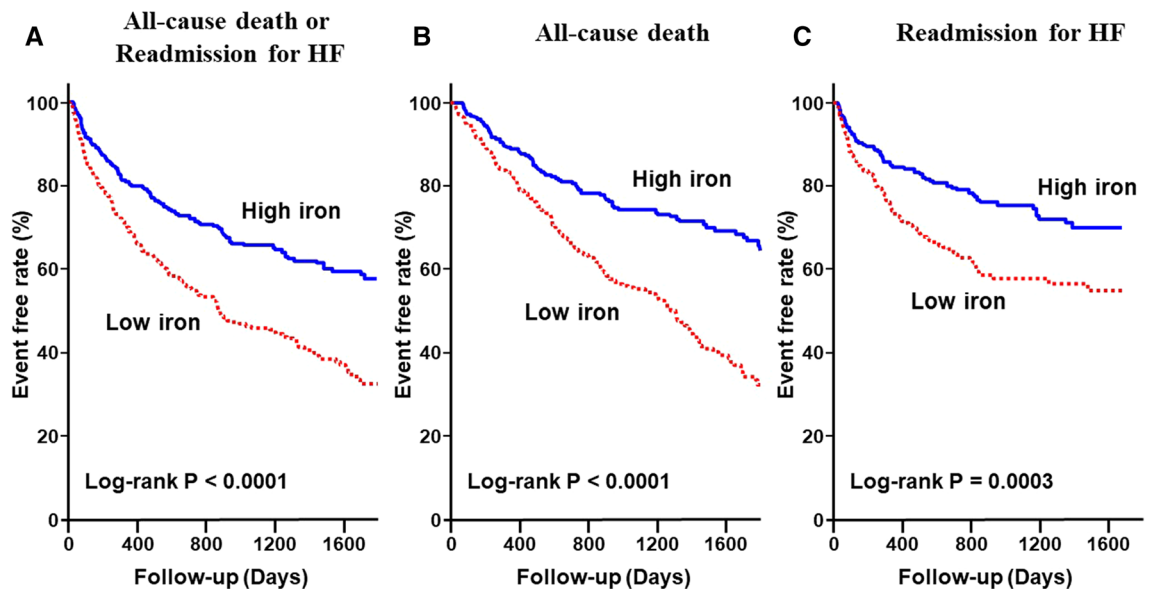 A
All-cause death or
Readmission for HF
Event free rate (%)
100
80
60
40
20
0
High iron
Low iron
Log-rank P < 0.0001
0 400 800 1200 1600
Follow-up (Days)
B
All-cause death
Event free rate (%)
100
80
60
40
20
0
High iron
Low iron
Log-rank P < 0.0001
0 400 800 1200 1600
Follow-up (Days)
C
Readmission for HF
Event free rate (%)
100
80
60
40
20
0
High iron
Low iron
Log-rank P = 0.0003
0 400 800 1200 1600
Follow-up (Days)